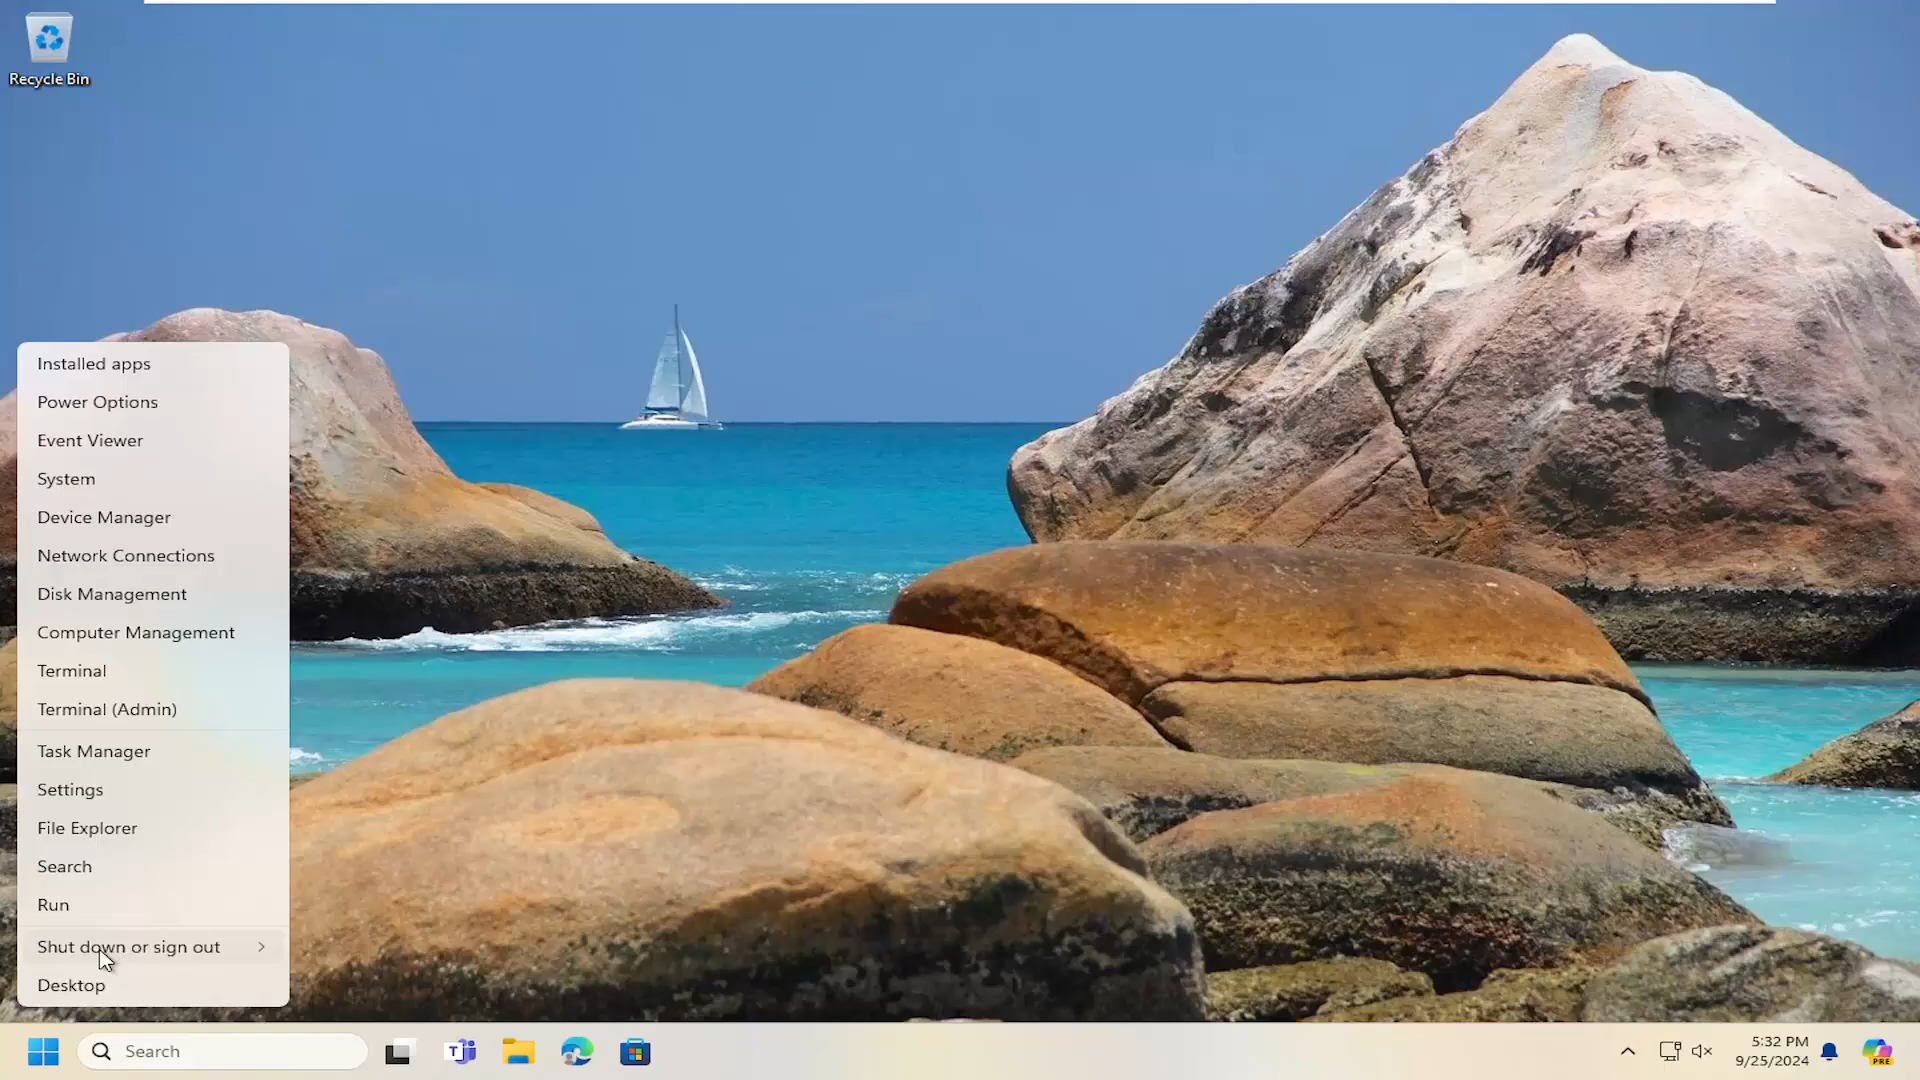 Recycle Bin
Installed apps
Power Options
Event Viewer
System
Device Manager
Network Connections
Disk Management
Computer Management
Terminal
Terminal (Admin)
Task Manager
Settings
File Explorer
Search
Run
Shut down or sign out
Desktop
Search
T
5:32 PM
9/25/2024
PRE